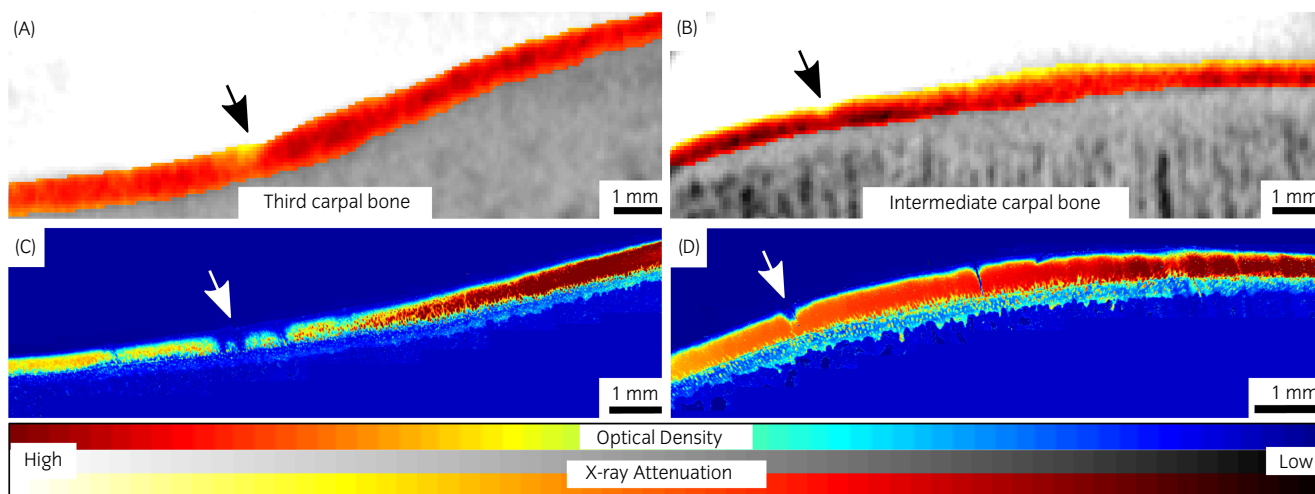 (A)
Third carpal bone
1 mm
(B)
Intermediate carpal bone
1 mm
(C)
1 mm
(D)
1 mm
Optical Density
High
Low
X-ray Attenuation